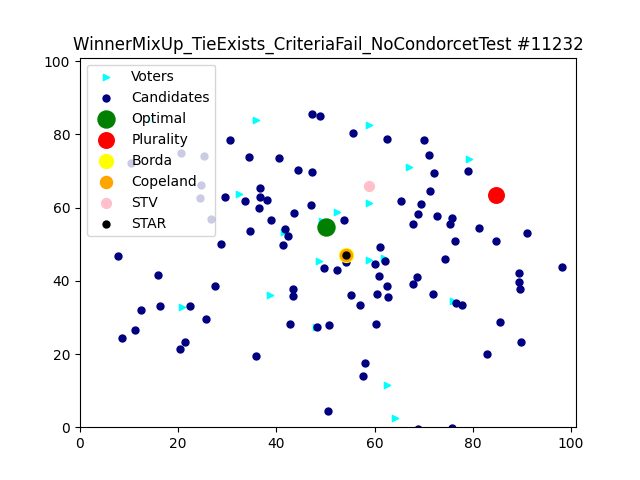 WinnerMixUp_TieExists_CriteriaFail_NoCondorcetTest #11232
100
80
60
40
20
0
0 20 40 60 80 100
Voters
Candidates
Optimal
Plurality
Borda
Copeland
STV
STAR